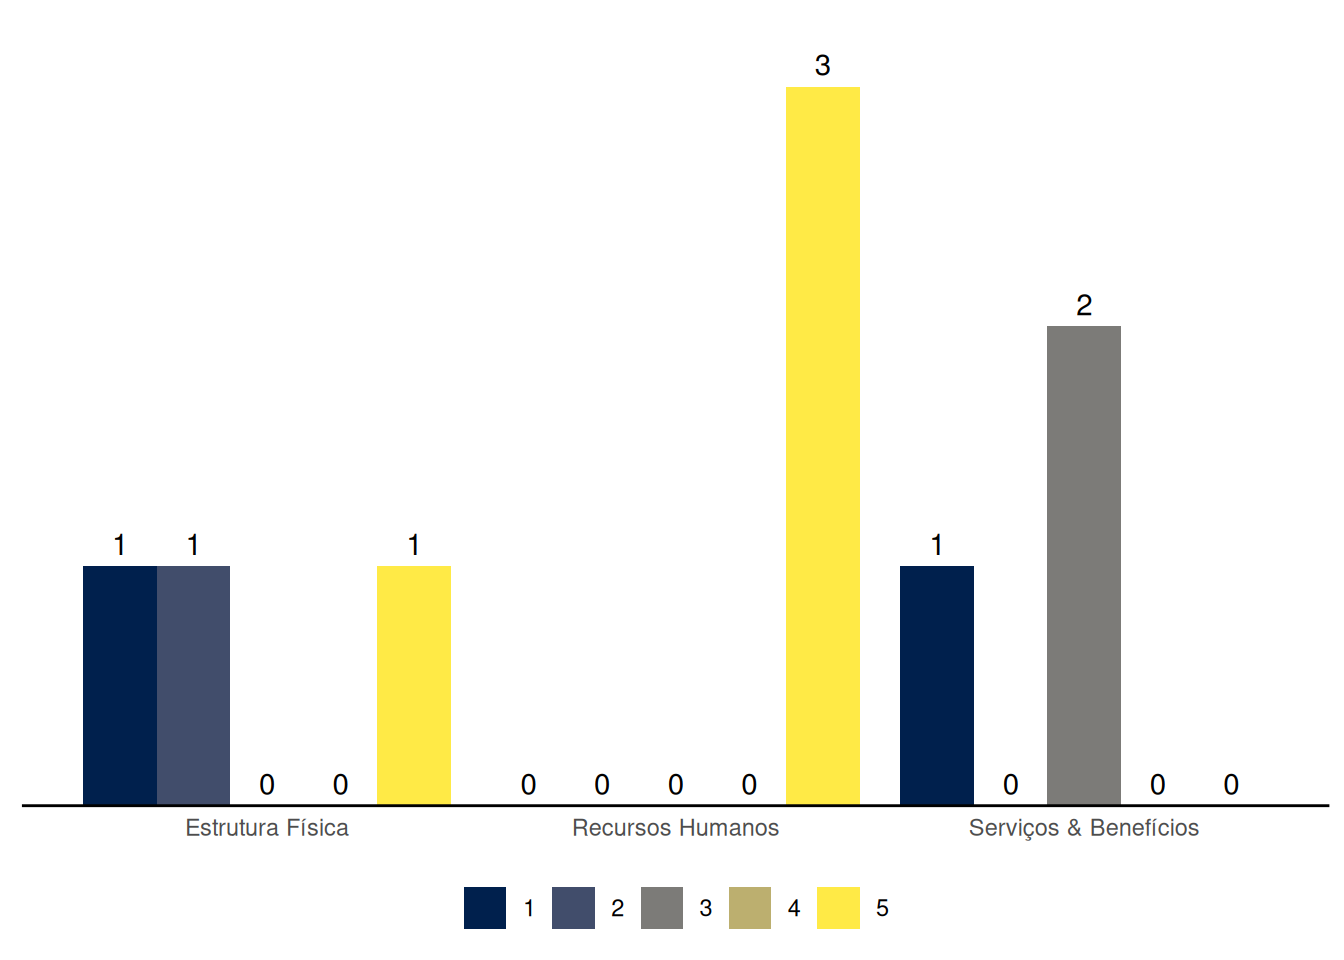 3
2
1 1 1 1
0 0 0 0 0 0 0 0 0
Estrutura Física Recursos Humanos Serviços & Benefícios
1 2 3 4 5